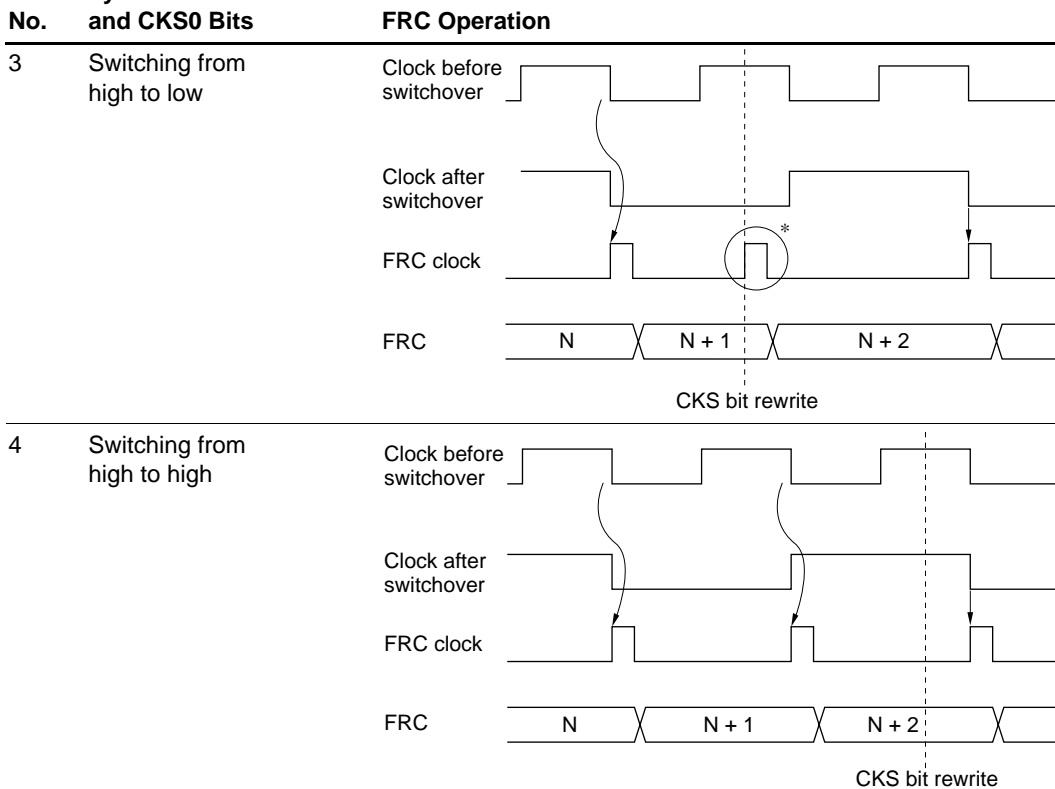 No. and CKS0 Bits FRC Operation
3 Switching from
high to low
Clock before
switchover
Clock after
switchover
*
FRC clock
FRC N N + 1 N + 2
CKS bit rewrite
4 Switching from
high to high
Clock before
switchover
Clock after
switchover
FRC clock
FRC N N + 1 N + 2
CKS bit rewrite